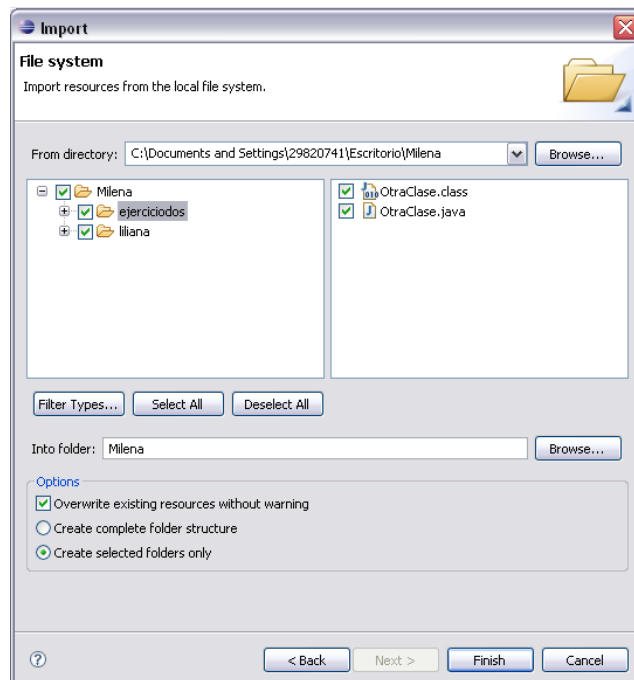 Import
File system
Import resources from the local file system.
From directory: C:\Documents and Settings\29820741\Escritorio\Milena Browse...
Milena
ejerciciodos
liliana
OtraClase.class
OtraClase.java
Filter Types... Select All Deselect All
Into folder: Milena Browse...
Options
Overwrite existing resources without warning
Create complete folder structure
Create selected folders only
? < Back Next > Finish Cancel